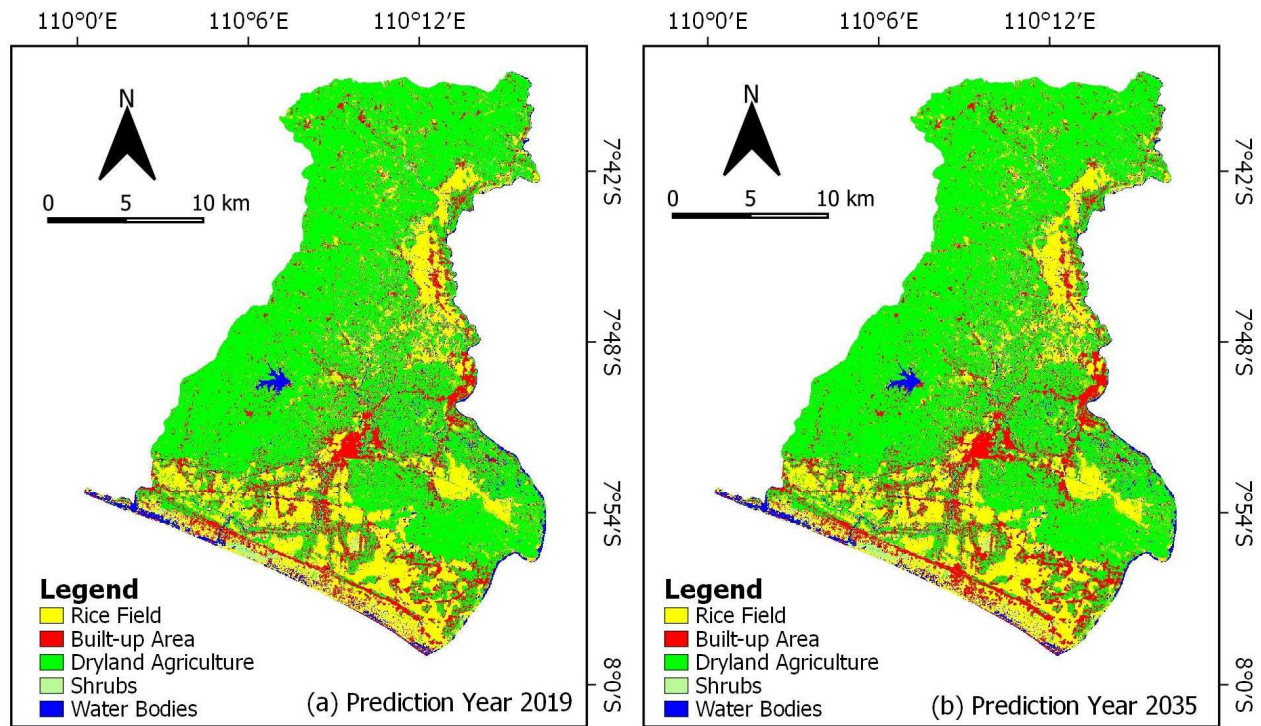 110°0′E 110°6′E 110°12′E
N
0 5 10 km
7°42′S
7°48′S
7°54′S
8°0′S
Legend
Rice Field
Built-up Area
Dryland Agriculture
Shrubs
Water Bodies
(a) Prediction Year 2019
110°0′E 110°6′E 110°12′E
N
0 5 10 km
7°42′S
7°48′S
7°54′S
8°0′S
Legend
Rice Field
Built-up Area
Dryland Agriculture
Shrubs
Water Bodies
(b) Prediction Year 2035